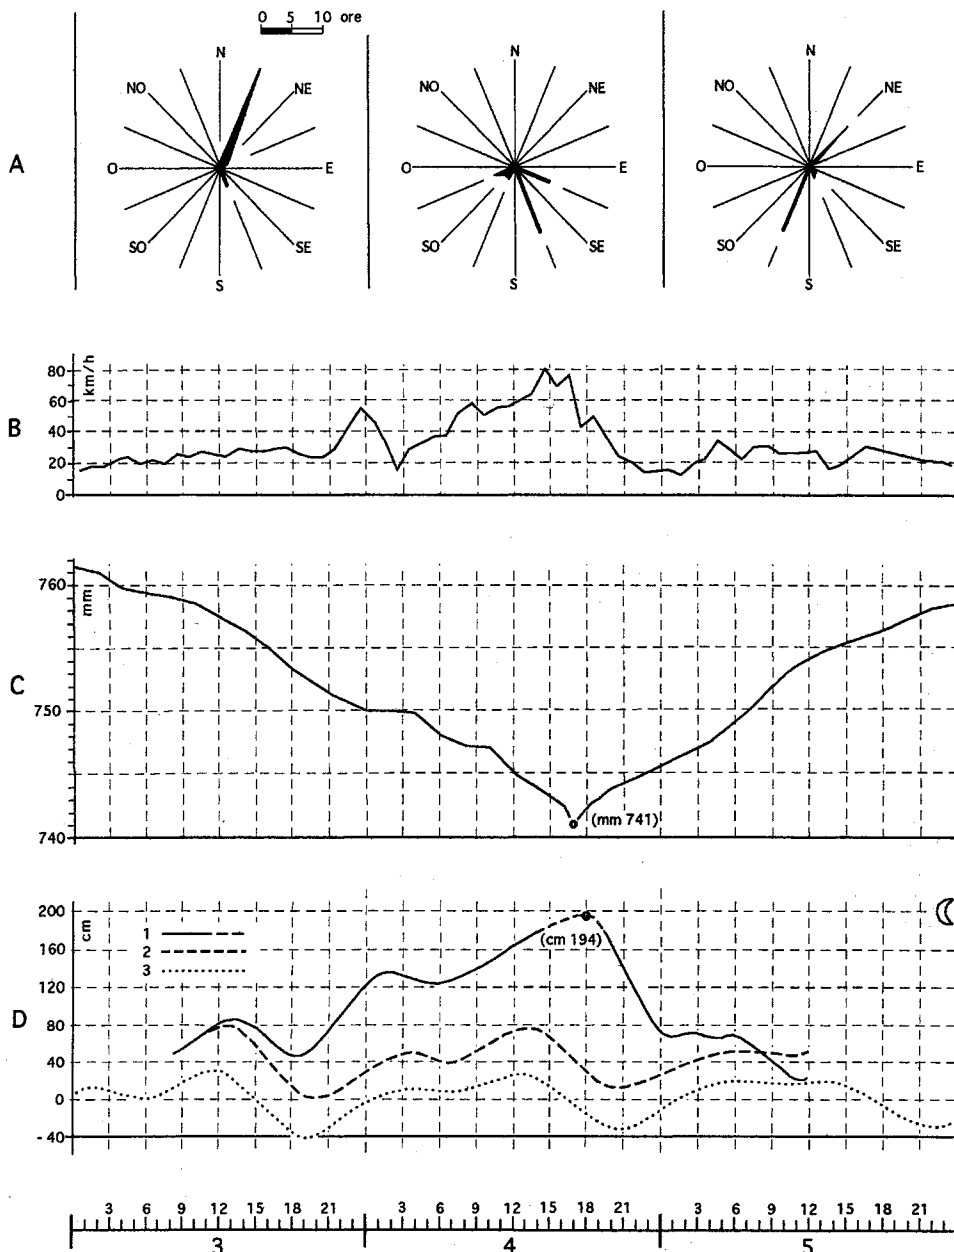 0 5 10 ore
A
N
NO NE
O E
SO SE
S
N
NO NE
O E
SO SE
S
N
NO NE
O E
SO SE
S
B
km/h
80
60
40
20
0
C
mm
760
750
740
(mm 741)
D
cm
200
160
120
80
40
0
-40
1
2
3
(cm 194)
3 6 9 12 15 18 21 3 6 9 12 15 18 21 3 6 9 12 15 18 21
3 4 5